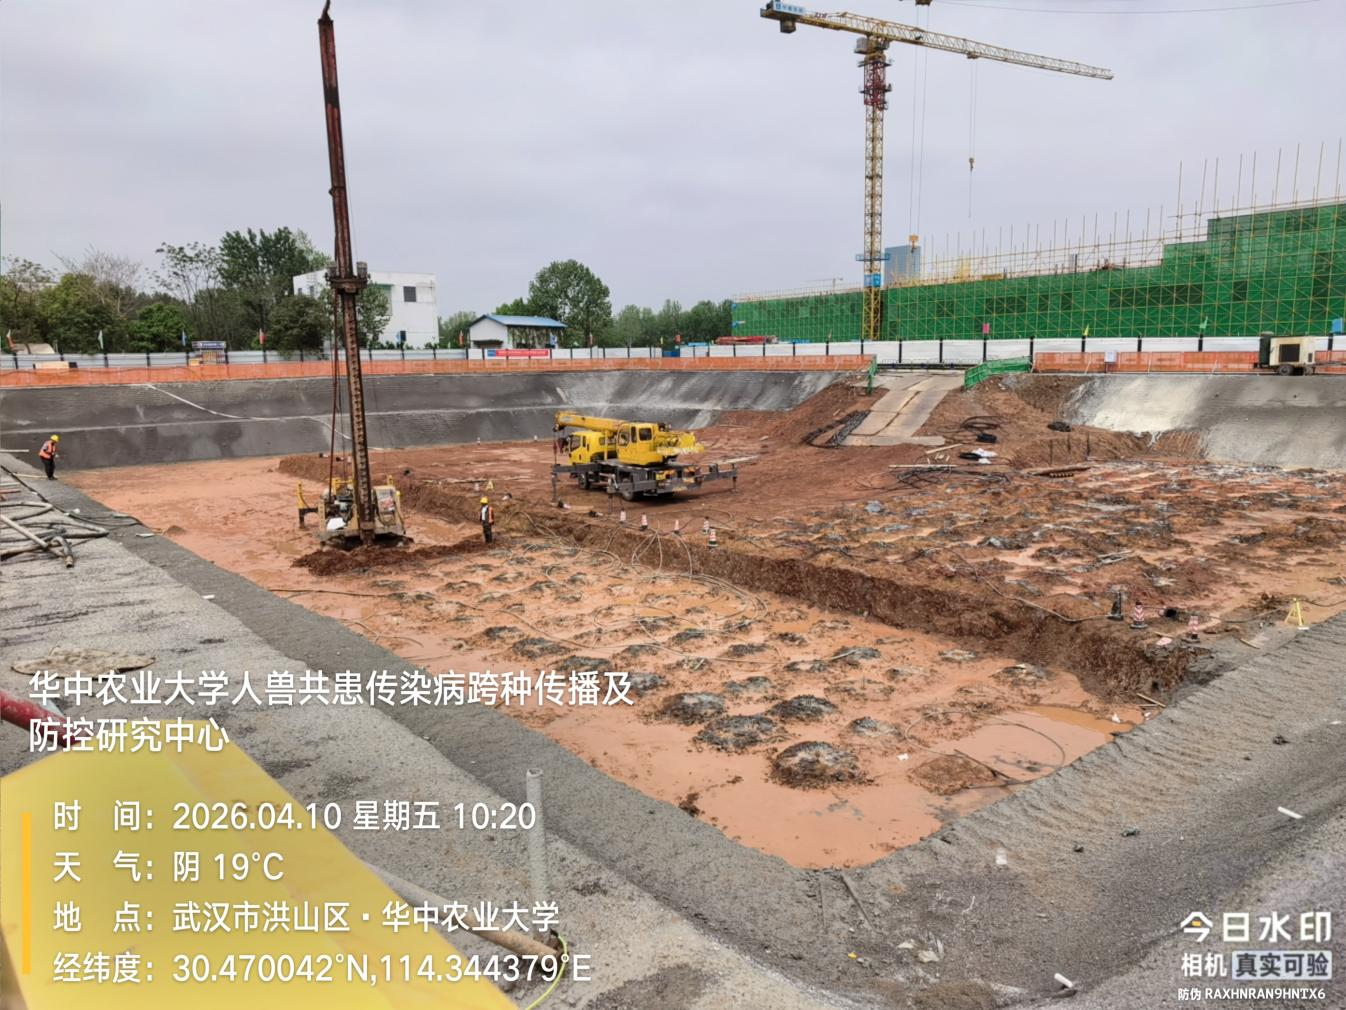 华中农业大学人兽共患传染病跨种传播及
防控研究中心
时 间：2026.04.10 星期五 10:20
天 气：阴 19°C
地 点：武汉市洪山区·华中农业大学
经纬度：30.470042°N,114.344379°E
今日水印
相机 真实可验
防伪 RAXHNRAN9HNTX6